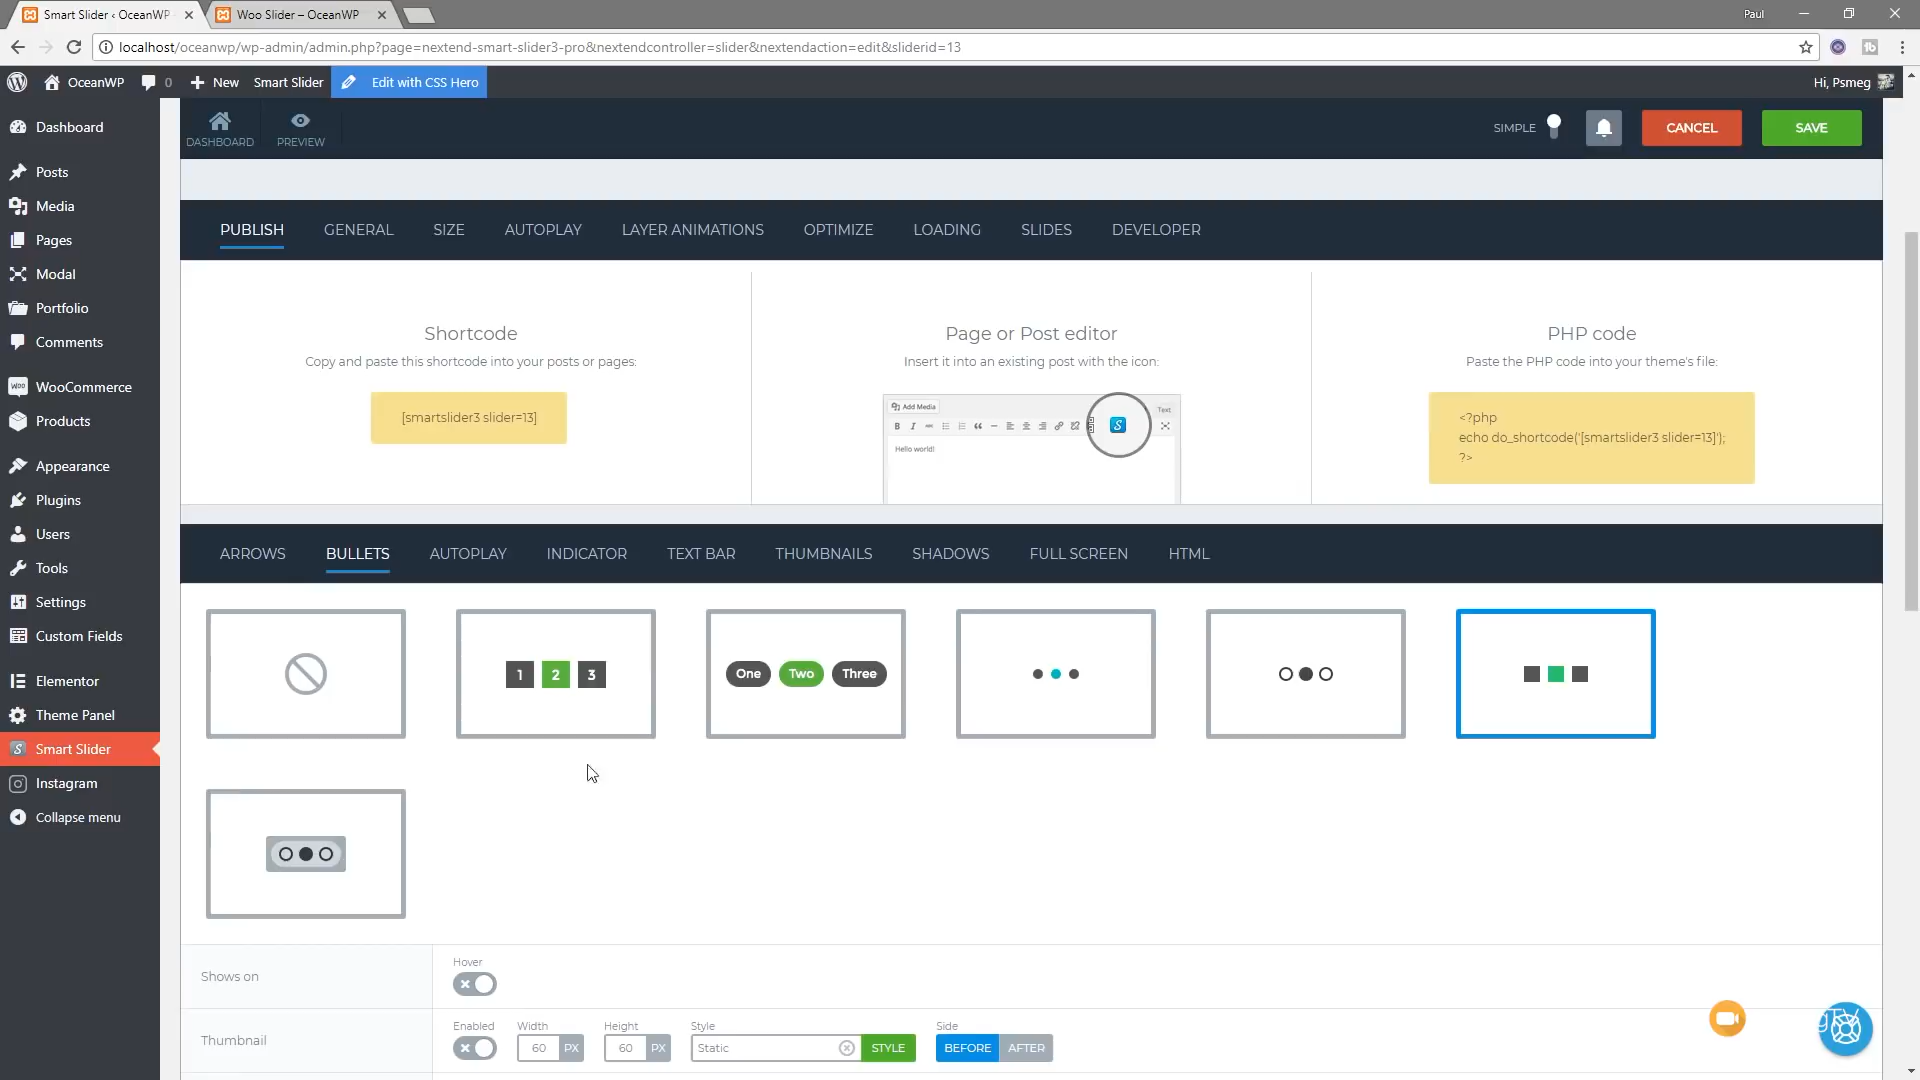 Smart Slider ‹ OceanWP
Woo Slider – OceanWP
Paul
localhost/oceanwp/wp-admin/admin.php?page=nextend-smart-slider3-pro&nextendcontroller=slider&nextendaction=edit&sliderid=13
OceanWP
0
New
Smart Slider
Edit with CSS Hero
Hi, Psmeg
Dashboard
Posts
Media
Pages
Modal
Portfolio
Comments
WooCommerce
Products
Appearance
Plugins
Users
Tools
Settings
Custom Fields
Elementor
Theme Panel
Smart Slider
Instagram
Collapse menu
DASHBOARD
PREVIEW
SIMPLE
CANCEL
SAVE
PUBLISH
GENERAL
SIZE
AUTOPLAY
LAYER ANIMATIONS
OPTIMIZE
LOADING
SLIDES
DEVELOPER
Shortcode
Copy and paste this shortcode into your posts or pages:
[smartslider3 slider=13]
Page or Post editor
Insert it into an existing post with the icon:
Add Media
Text
Hello world!
PHP code
Paste the PHP code into your theme's file:
<?php
echo do_shortcode('[smartslider3 slider=13]');
?>
ARROWS
BULLETS
AUTOPLAY
INDICATOR
TEXT BAR
THUMBNAILS
SHADOWS
FULL SCREEN
HTML
1 2 3
One Two Three
Shows on
Hover
Thumbnail
Enabled
Width
60 PX
Height
60 PX
Style
Static
STYLE
Side
BEFORE
AFTER